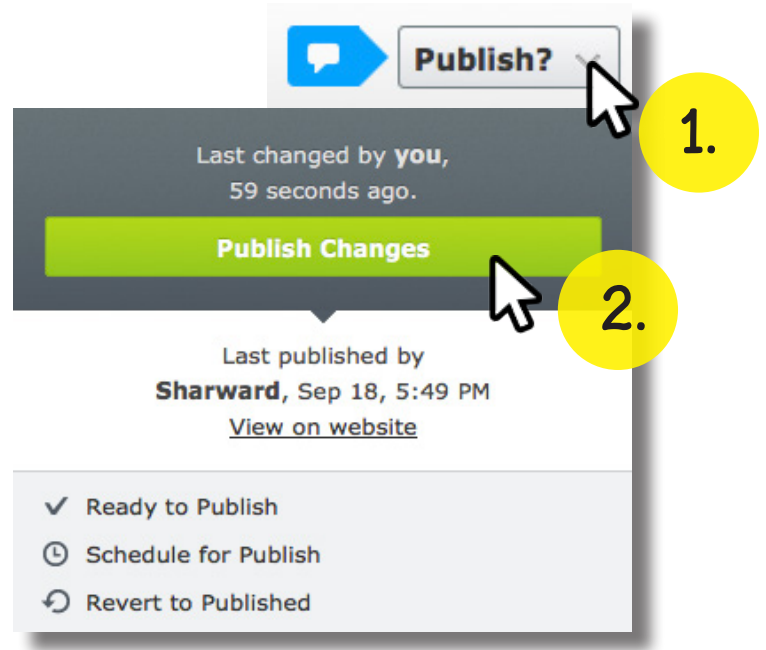 Publish?
1.
Last changed by you,
59 seconds ago.
Publish Changes
2.
Last published by
Sharward, Sep 18, 5:49 PM
View on website
Ready to Publish
Schedule for Publish
Revert to Published